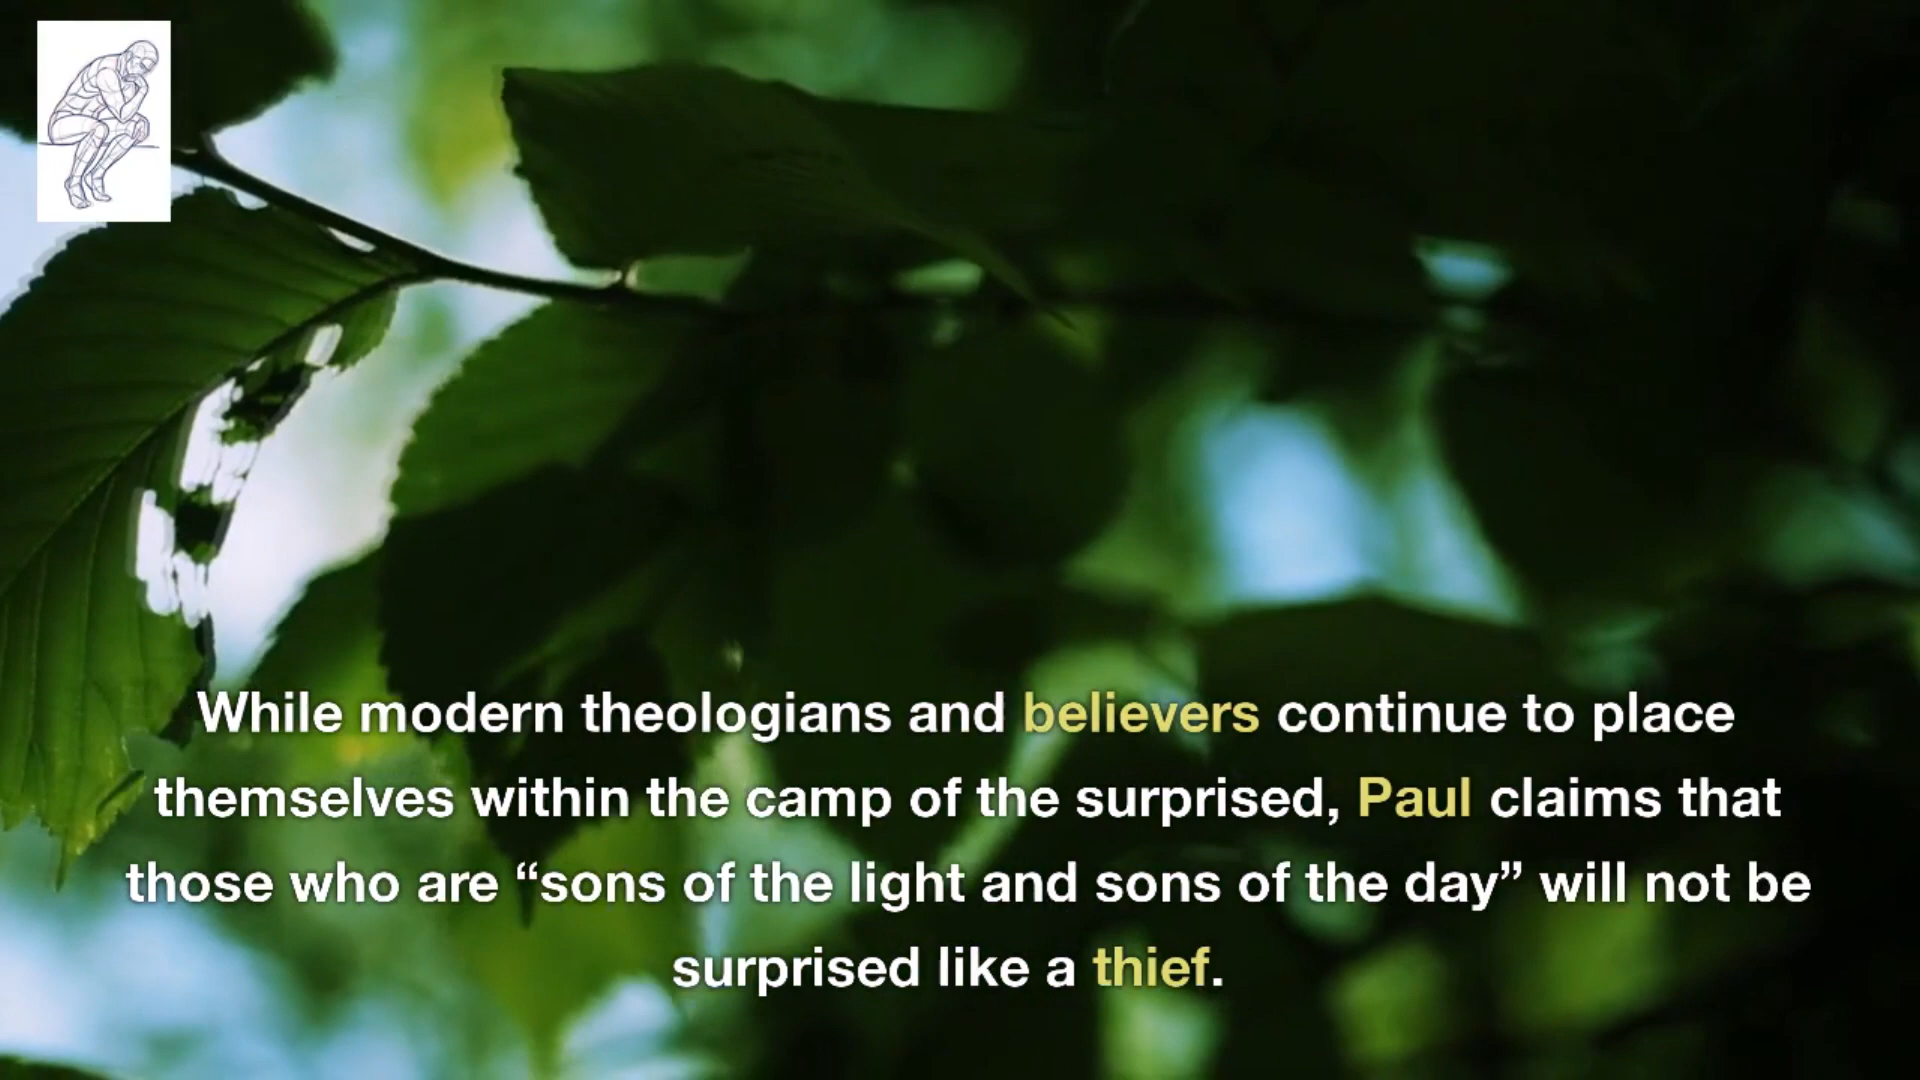 While modern theologians and believers continue to place
themselves within the camp of the surprised, Paul claims that
those who are “sons of the light and sons of the day” will not be
surprised like a thief.